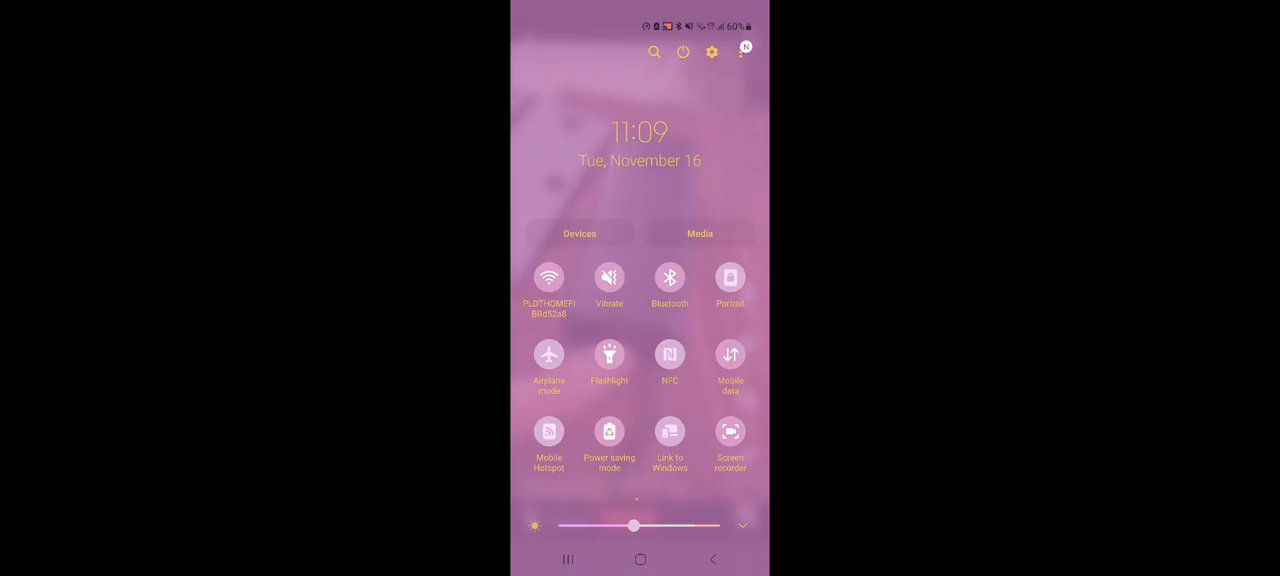 60%
N
11:09
Tue, November 16
Devices
Media
PLDTHOMEFI
BRd52a8
Vibrate
Bluetooth
Portrait
Airplane
mode
Flashlight
NFC
Mobile
data
Mobile
Hotspot
Power saving
mode
Link to
Windows
Screen
recorder